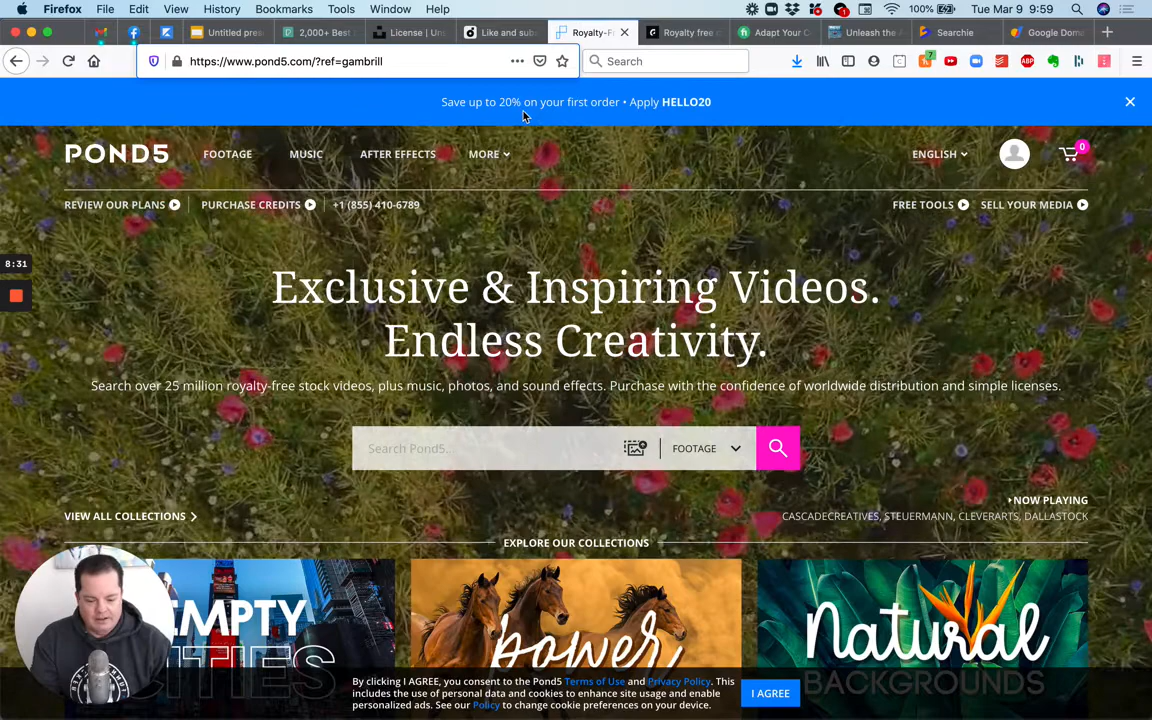 Firefox File Edit View History Bookmarks Tools Window Help 100% Tue Mar 9 9:59
Untitled pres 2,000+ Best License | Uns Like and subs Royalty-Fr Royalty free Adapt Your C Unleash the Searchie Google Dom
https://www.pond5.com/?ref=gambrill
Search
7
Save up to 20% on your first order • Apply HELLO20
POND5 FOOTAGE MUSIC AFTER EFFECTS MORE ENGLISH 0
REVIEW OUR PLANS PURCHASE CREDITS +1 (855) 410-6789 FREE TOOLS SELL YOUR MEDIA
8:31
Exclusive & Inspiring Videos.
Endless Creativity.
Search over 25 million royalty-free stock videos, plus music, photos, and sound effects. Purchase with the confidence of worldwide distribution and simple licenses.
Search Pond5... FOOTAGE
NOW PLAYING
VIEW ALL COLLECTIONS CASCADECREATIVES, STEUERMANN, CLEVERARTS, DALLASTOCK
EXPLORE OUR COLLECTIONS
EMPTY
CITIES
power
Natural
BACKGROUNDS
By clicking I AGREE, you consent to the Pond5 Terms of Use and Privacy Policy. This
includes the use of personal data and cookies to enhance site usage and enable
personalized ads. See our Policy to change cookie preferences on your device.
I AGREE